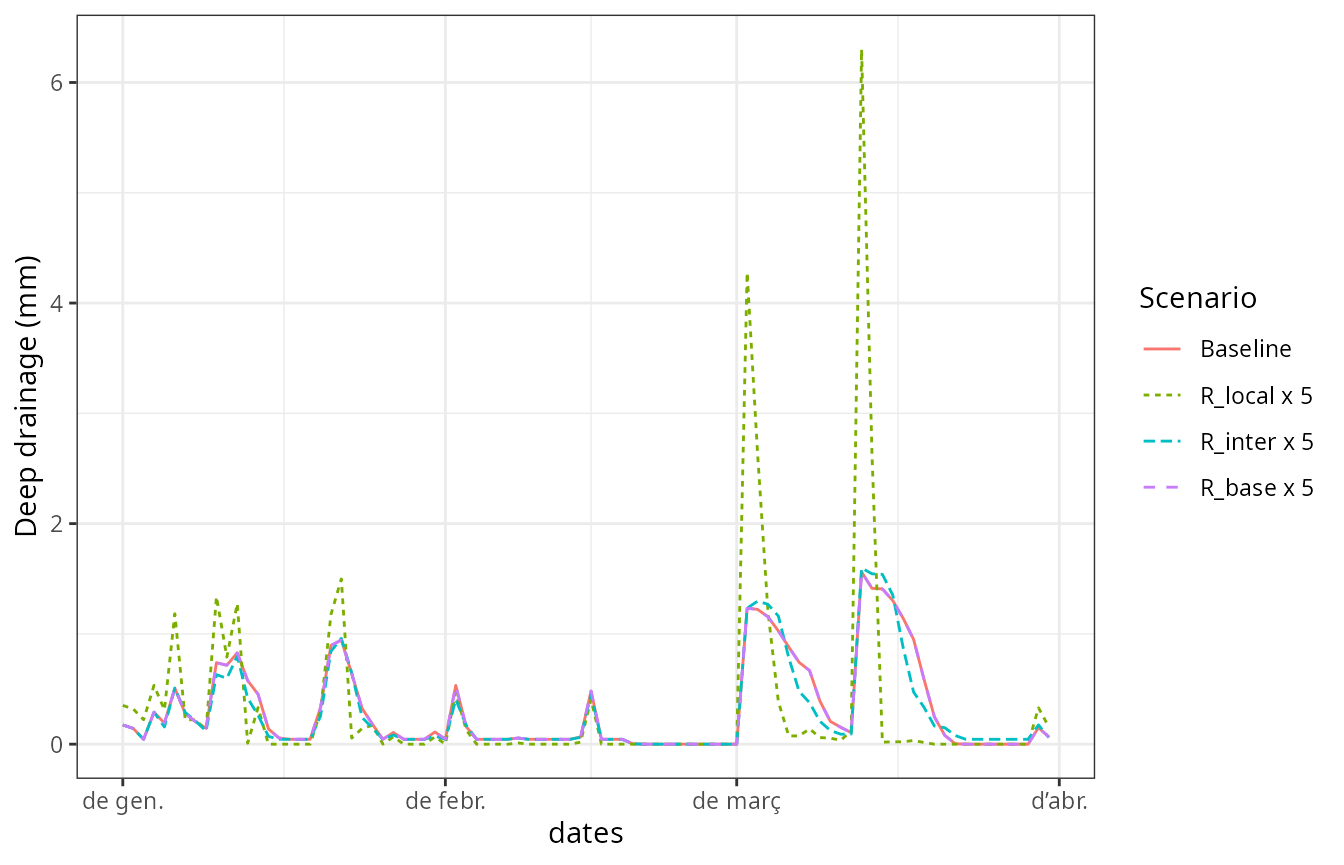 6
4
2
0
Deep drainage (mm)
de gen.
de febr.
de març
d’abr.
dates
Scenario
Baseline
R_local x 5
R_inter x 5
R_base x 5